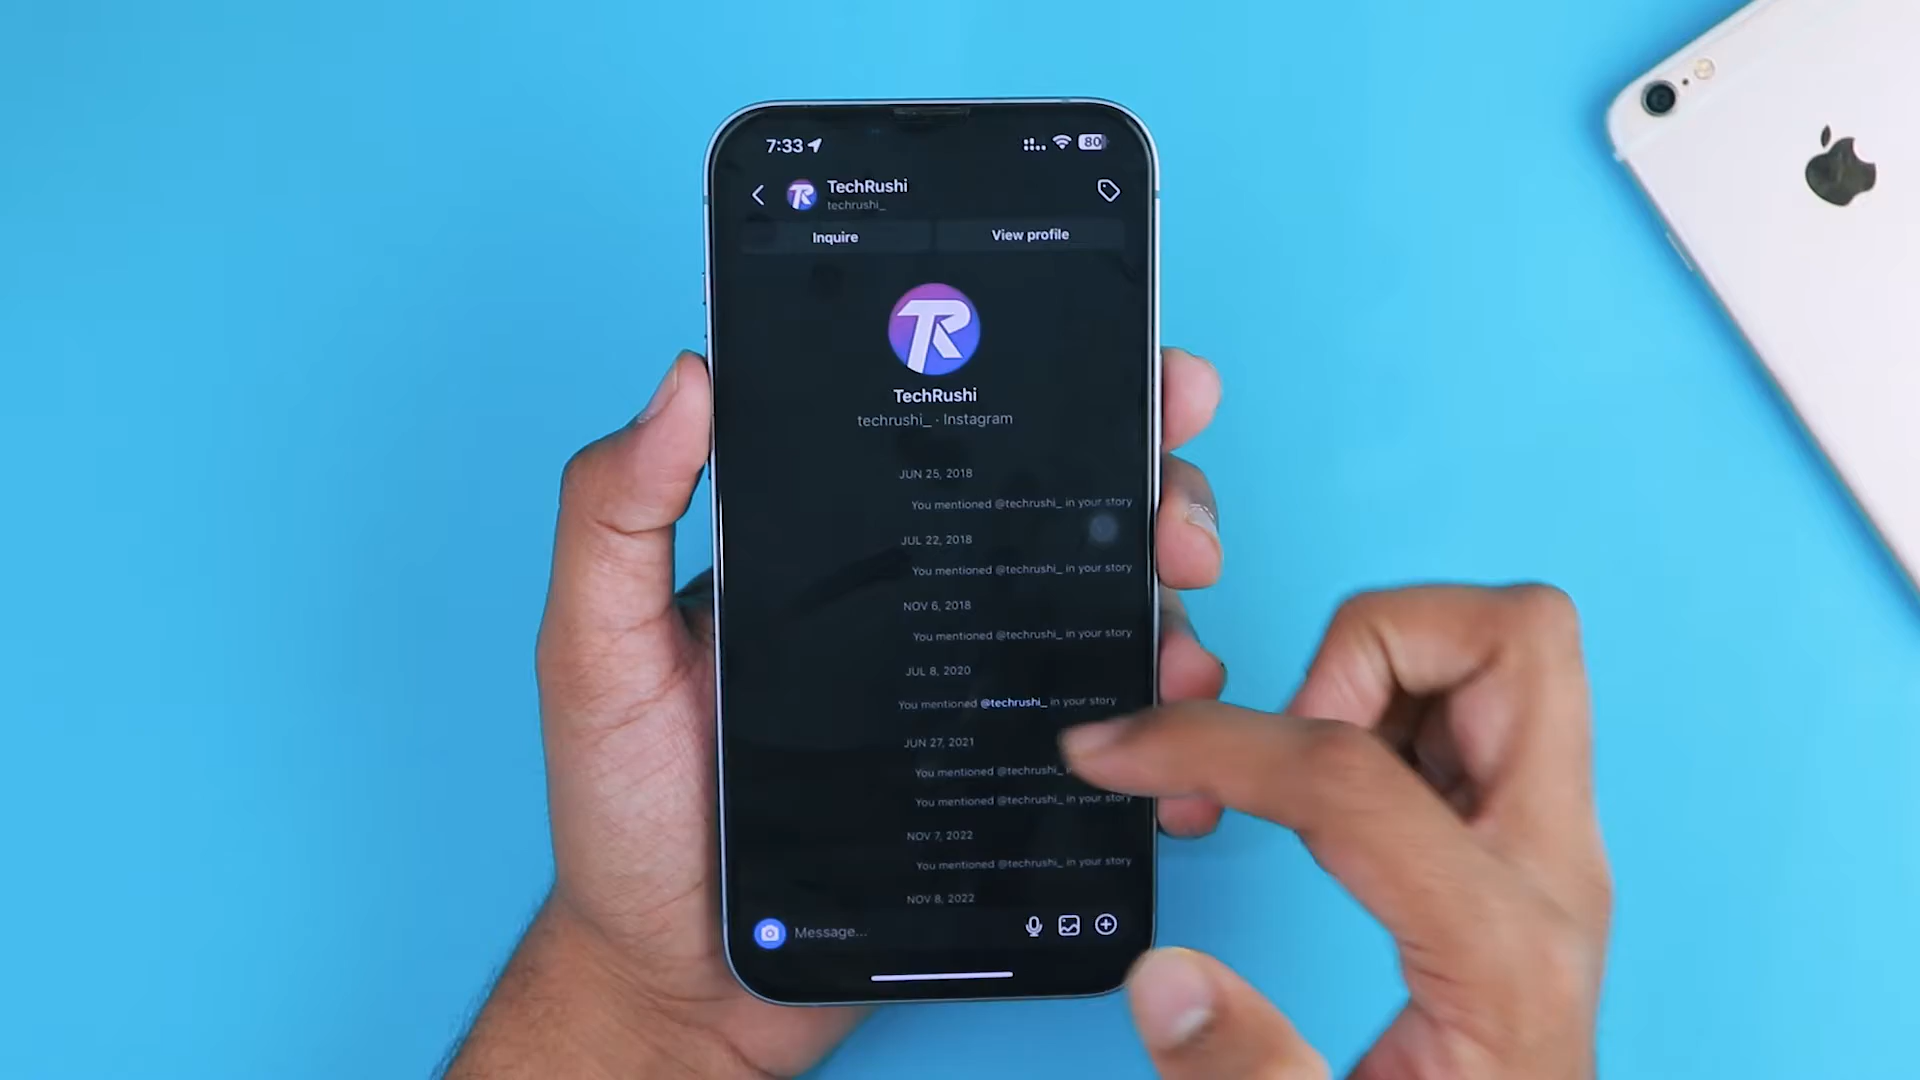 7:33
80
TechRushi
techrushi_
Inquire
View profile
TR
TechRushi
techrushi_ · Instagram
JUN 25, 2018
You mentioned @techrushi_ in your story
JUL 22, 2018
You mentioned @techrushi_ in your story
NOV 6, 2018
You mentioned @techrushi_ in your story
JUL 8, 2020
You mentioned @techrushi_ in your story
JUN 27, 2021
You mentioned @techrushi_
You mentioned @techrushi_ in your story
NOV 7, 2022
You mentioned @techrushi_ in your story
NOV 8, 2022
Message...